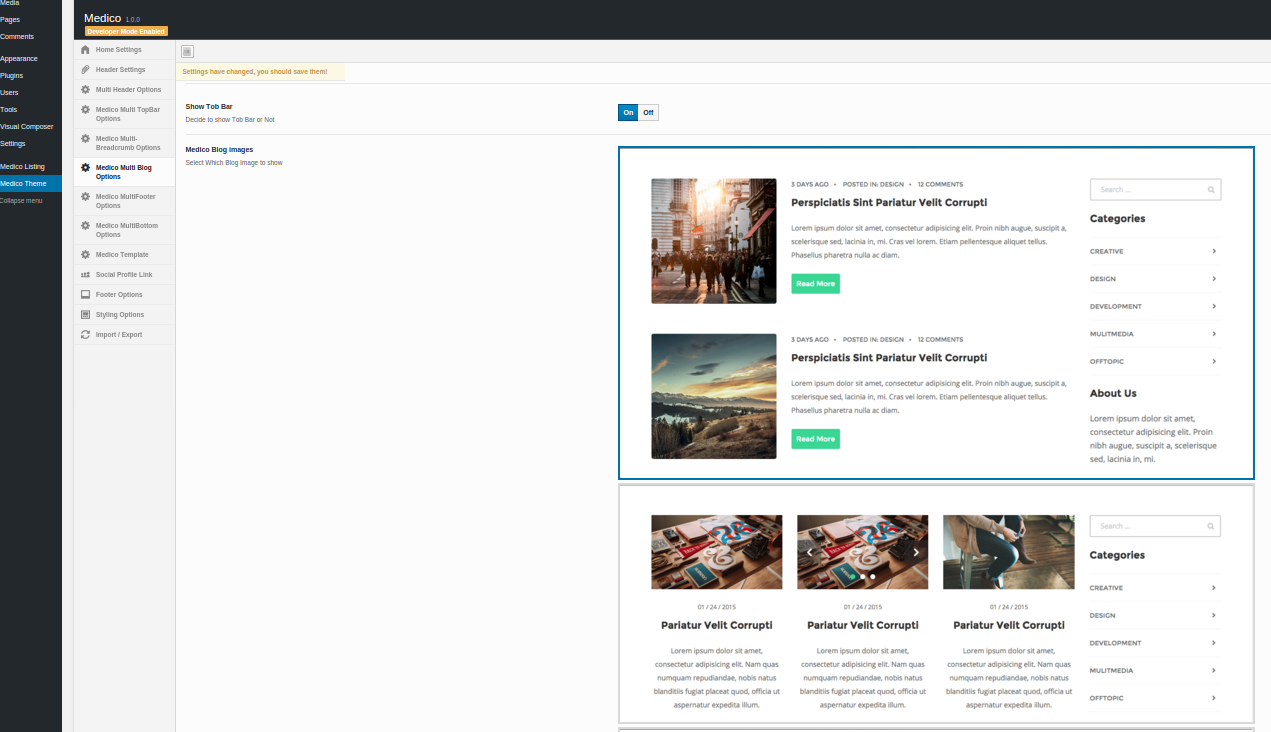 Media
Pages
Comments
Appearance
Plugins
Users
Tools
Visual Composer
Settings
Medico Listing
Medico Theme
Collapse menu
Medico 1.0.0
Developer Mode Enabled
Home Settings
Header Settings
Multi Header Options
Medico Multi TopBar
Options
Medico Multi-
Breadcrumb Options
Medico Multi Blog
Options
Medico MultiFooter
Options
Medico MultiBottom
Options
Medico Template
Social Profile Link
Footer Options
Styling Options
Import / Export
Settings have changed, you should save them!
Show Tob Bar
Decide to show Tob Bar or Not
On Off
Medico Blog images
Select Which Blog Image to show
3 DAYS AGO • POSTED IN: DESIGN • 12 COMMENTS
Perspiciatis Sint Pariatur Velit Corrupti
Lorem ipsum dolor sit amet, consectetur adipisicing elit. Proin nibh augue, suscipit a,
scelerisque sed, lacinia in, mi. Cras vel lorem. Etiam pellentesque aliquet tellus.
Phasellus pharetra nulla ac diam.
Read More
3 DAYS AGO • POSTED IN: DESIGN • 12 COMMENTS
Perspiciatis Sint Pariatur Velit Corrupti
Lorem ipsum dolor sit amet, consectetur adipisicing elit. Proin nibh augue, suscipit a,
scelerisque sed, lacinia in, mi. Cras vel lorem. Etiam pellentesque aliquet tellus.
Phasellus pharetra nulla ac diam.
Read More
Search ...
Categories
CREATIVE
DESIGN
DEVELOPMENT
MULITMEDIA
OFFTOPIC
About Us
Lorem ipsum dolor sit amet,
consectetur adipisicing elit. Proin
nibh augue, suscipit a, scelerisque
sed, lacinia in, mi.
01 / 24 / 2015
Pariatur Velit Corrupti
Lorem ipsum dolor sit amet,
consectetur adipisicing elit. Nam quas
numquam repudiandae, nobis natus
blanditiis fugiat placeat quod, officia ut
aspernatur expedita illum.
01 / 24 / 2015
Pariatur Velit Corrupti
Lorem ipsum dolor sit amet,
consectetur adipisicing elit. Nam quas
numquam repudiandae, nobis natus
blanditiis fugiat placeat quod, officia ut
aspernatur expedita illum.
01 / 24 / 2015
Pariatur Velit Corrupti
Lorem ipsum dolor sit amet,
consectetur adipisicing elit. Nam quas
numquam repudiandae, nobis natus
blanditiis fugiat placeat quod, officia ut
aspernatur expedita illum.
Search ...
Categories
CREATIVE
DESIGN
DEVELOPMENT
MULITMEDIA
OFFTOPIC